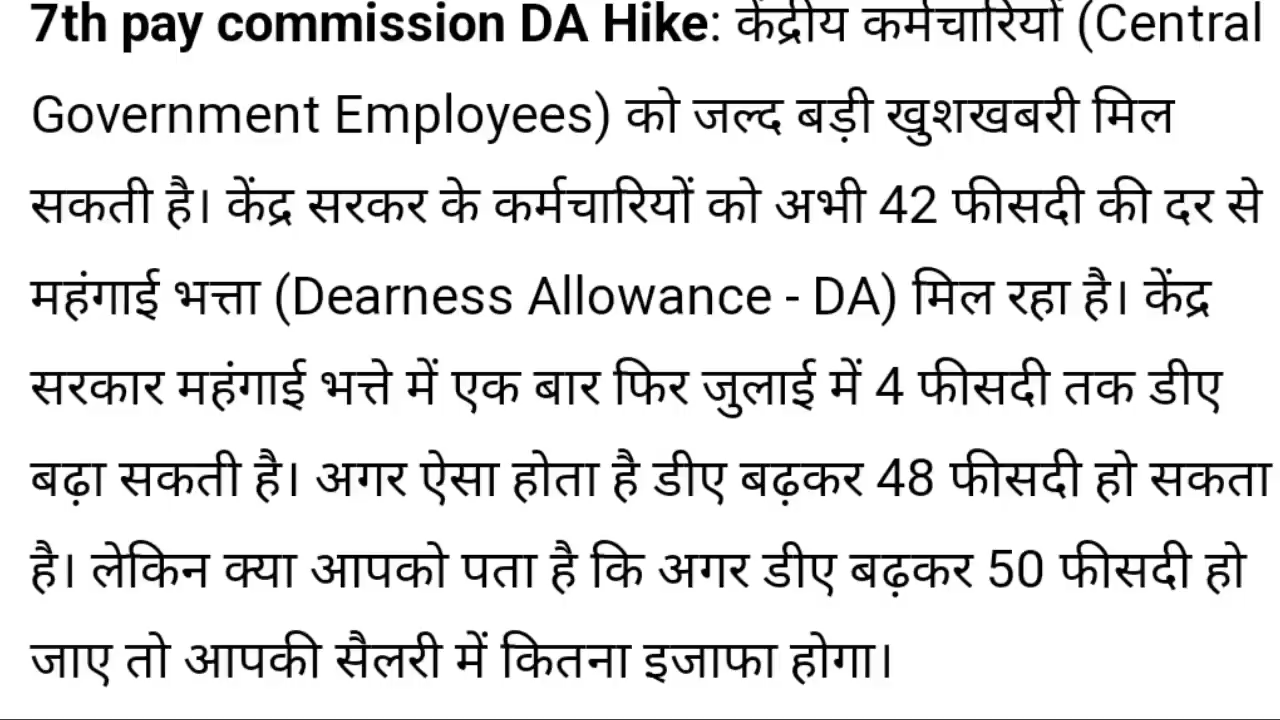 7th pay commission DA Hike: केंद्रीय कर्मचारियों (Central
Government Employees) को जल्द बड़ी खुशखबरी मिल
सकती है। केंद्र सरकर के कर्मचारियों को अभी 42 फीसदी की दर से
महंगाई भत्ता (Dearness Allowance - DA) मिल रहा है। केंद्र
सरकार महंगाई भत्ते में एक बार फिर जुलाई में 4 फीसदी तक डीए
बढ़ा सकती है। अगर ऐसा होता है डीए बढ़कर 48 फीसदी हो सकता
है। लेकिन क्या आपको पता है कि अगर डीए बढ़कर 50 फीसदी हो
जाए तो आपकी सैलरी में कितना इजाफा होगा।